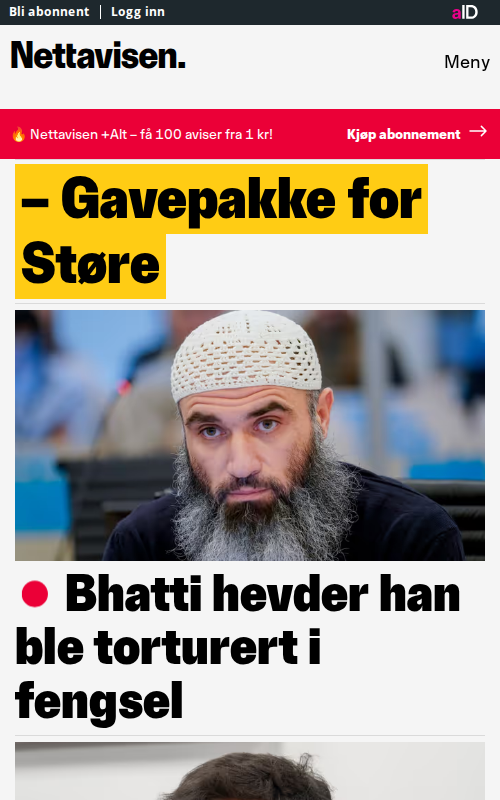 Bli abonnent | Logg inn
aID
Nettavisen.
Meny
🔥 Nettavisen +Alt – få 100 aviser fra 1 kr!
Kjøp abonnement →
– Gavepakke for
Støre
Bhatti hevder han
ble torturert i
fengsel